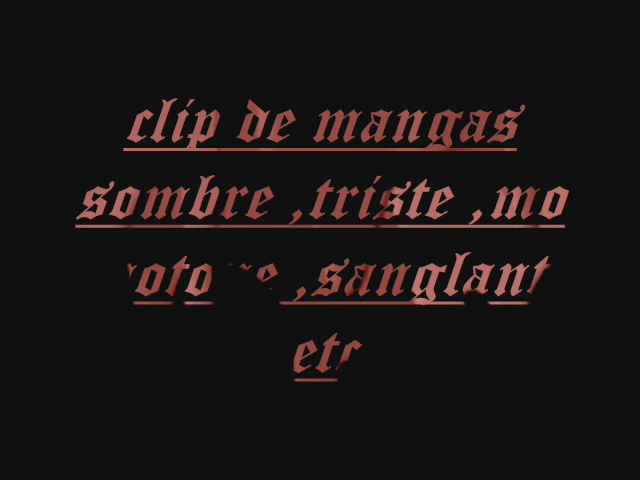 clip de mangas
sombre ,triste ,mo
,sanglant
etc